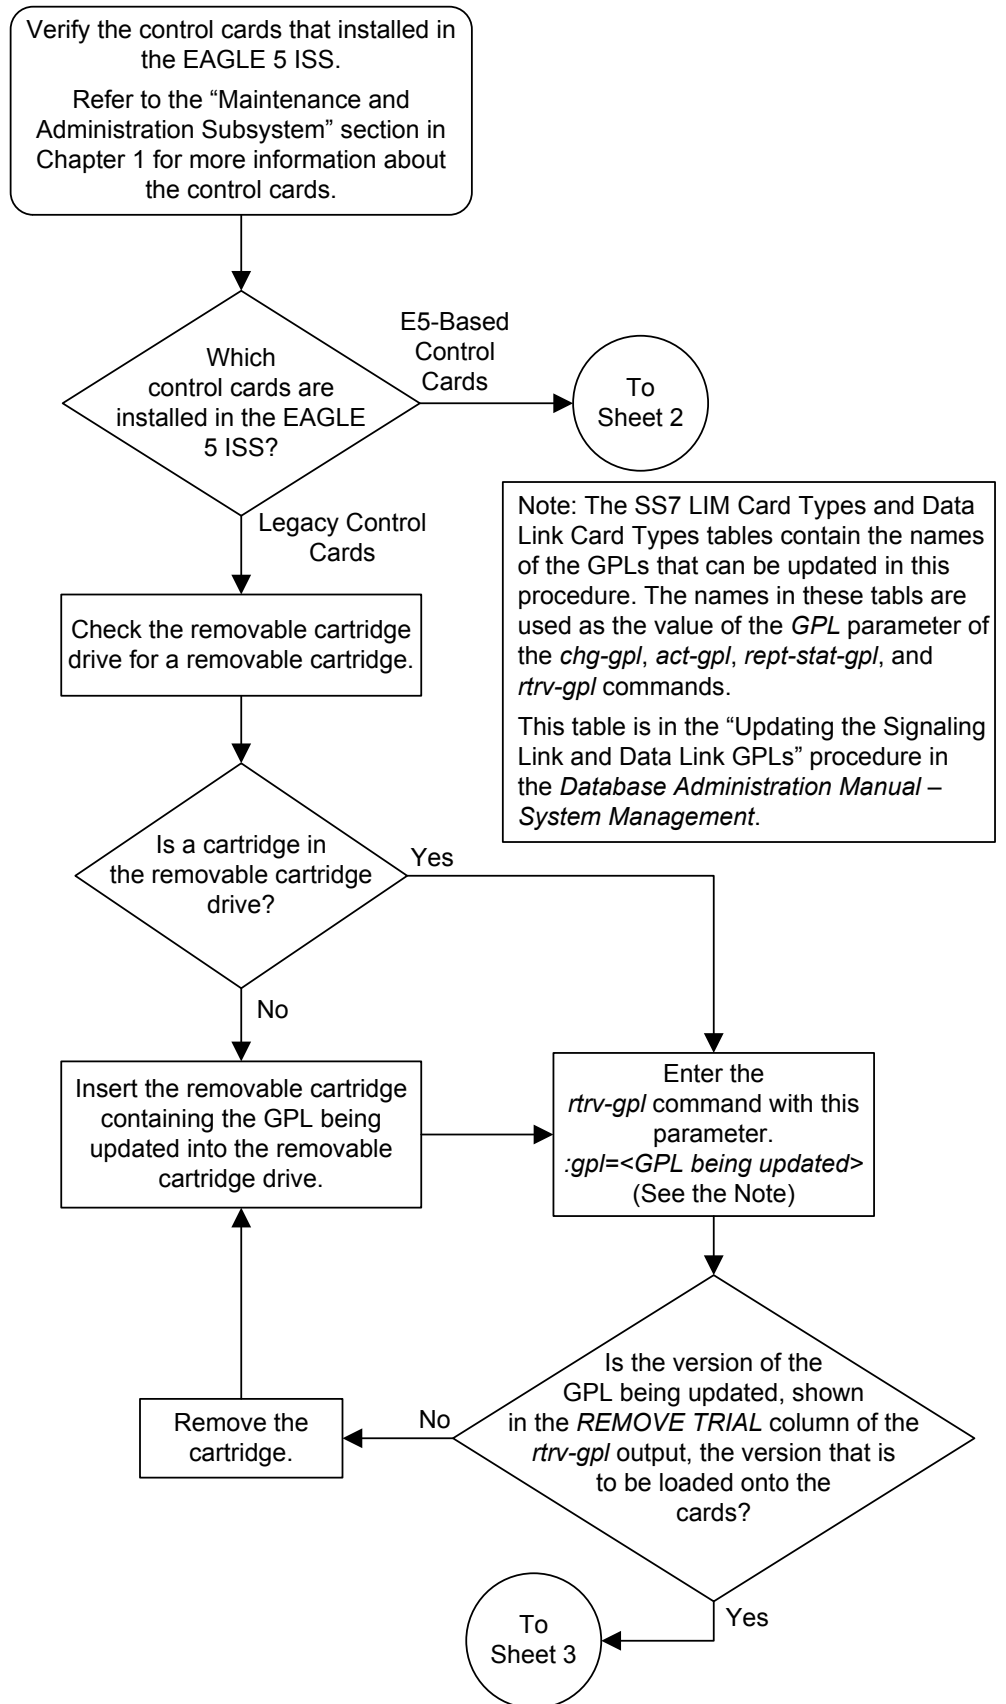 Verify the control cards that installed in
the EAGLE 5 ISS.
Refer to the “Maintenance and
Administration Subsystem” section in
Chapter 1 for more information about
the control cards.
Which
control cards are
installed in the EAGLE
5 ISS?
E5-Based
Control
Cards
To
Sheet 2
Legacy Control
Cards
Note: The SS7 LIM Card Types and Data
Link Card Types tables contain the names
of the GPLs that can be updated in this
procedure. The names in these tabls are
used as the value of the GPL parameter of
the chg-gpl, act-gpl, rept-stat-gpl, and
rtrv-gpl commands.
This table is in the “Updating the Signaling
Link and Data Link GPLs” procedure in
the Database Administration Manual –
System Management.
Check the removable cartridge
drive for a removable cartridge.
Is a cartridge in
the removable cartridge
drive?
Yes
No
Insert the removable cartridge
containing the GPL being
updated into the removable
cartridge drive.
Enter the
rtrv-gpl command with this
parameter.
:gpl=<GPL being updated>
(See the Note)
Is the version of the
GPL being updated, shown
in the REMOVE TRIAL column of the
rtrv-gpl output, the version that is
to be loaded onto the
cards?
No
Remove the
cartridge.
Yes
To
Sheet 3